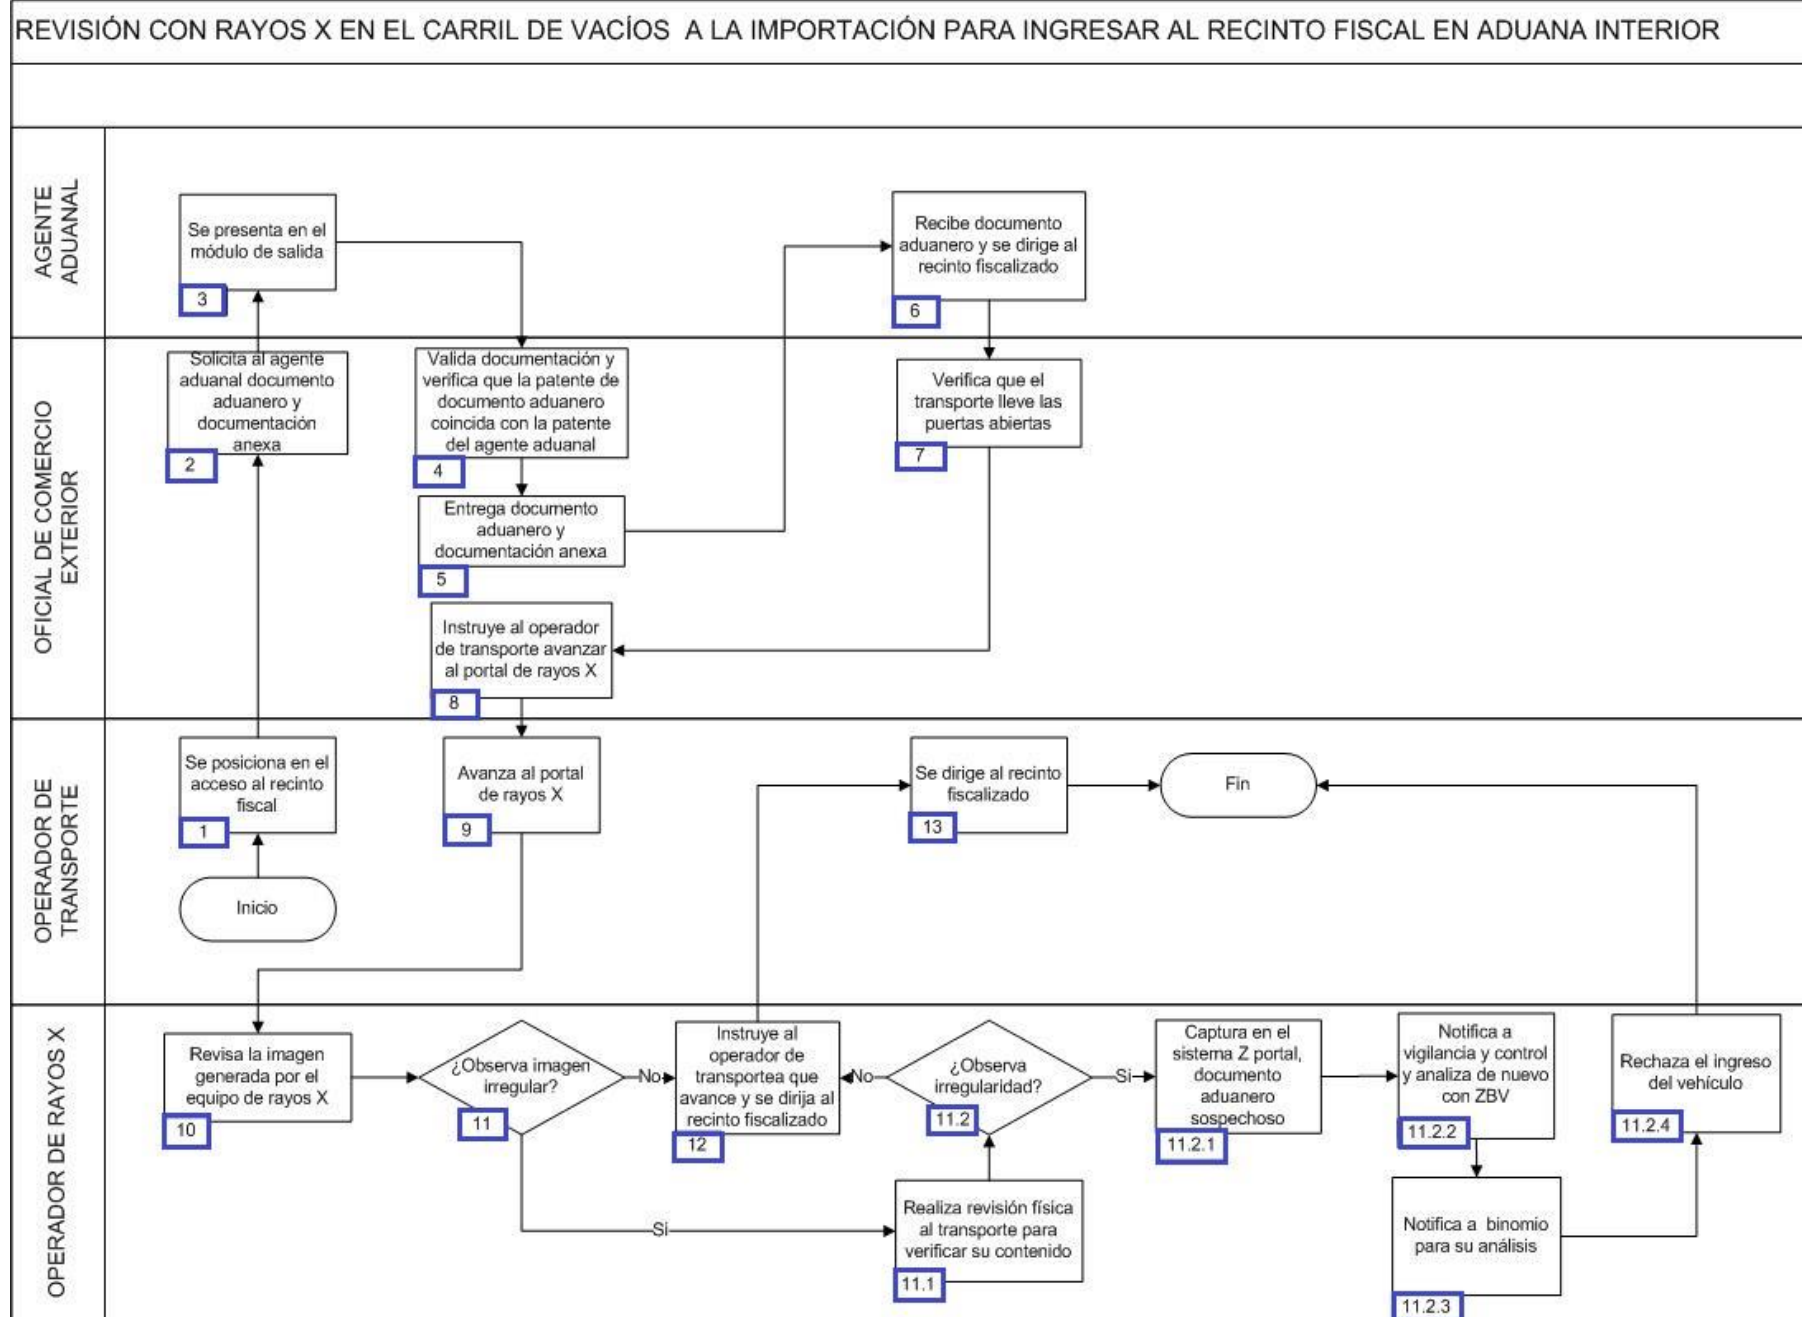 REVISIÓN CON RAYOS X EN EL CARRIL DE VACÍOS A LA IMPORTACIÓN PARA INGRESAR AL RECINTO FISCAL EN ADUANA INTERIOR
AGENTE
ADUANAL
Se presenta en el
módulo de salida
3
Recibe documento
aduanero y se dirige al
recinto fiscalizado
6
OFICIAL DE COMERCIO
EXTERIOR
Solicita al agente
aduanal documento
aduanero y
documentación
anexa
2
Valida documentación y
verifica que la patente de
documento aduanero
coincida con la patente
del agente aduanal
4
Entrega documento
aduanero y
documentación anexa
5
Verifica que el
transporte lleve las
puertas abiertas
7
Instruye al operador
de transporte avanzar
al portal de rayos X
8
OPERADOR DE
TRANSPORTE
Se posiciona en el
acceso al recinto
fiscal
1
Inicio
Avanza al portal
de rayos X
9
Se dirige al recinto
fiscalizado
13
Fin
OPERADOR DE RAYOS X
Revisa la imagen
generada por el
equipo de rayos X
10
¿Observa imagen
irregular?
11
No
Si
Instruye al
operador de
transportea que
avance y se dirija al
recinto fiscalizado
12
No
¿Observa
irregularidad?
11.2
Si
Realiza revisión física
al transporte para
verificar su contenido
11.1
Captura en el
sistema Z portal,
documento
aduanero
sospechoso
11.2.1
Notifica a
vigilancia y control
y analiza de nuevo
con ZBV
11.2.2
Notifica a binomio
para su análisis
11.2.3
Rechaza el ingreso
del vehículo
11.2.4